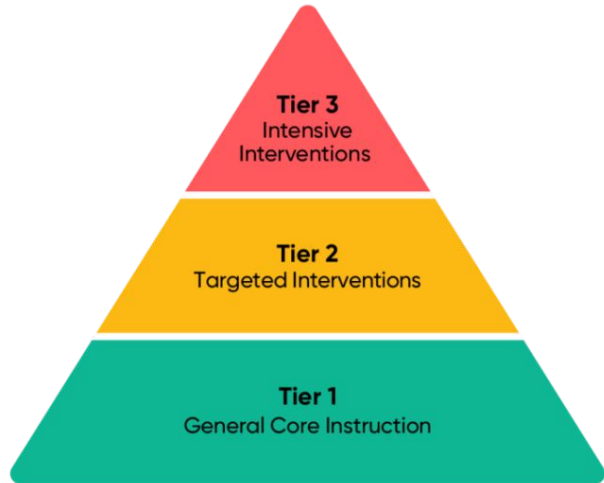 Tier 3
Intensive
Interventions
Tier 2
Targeted Interventions
Tier 1
General Core Instruction